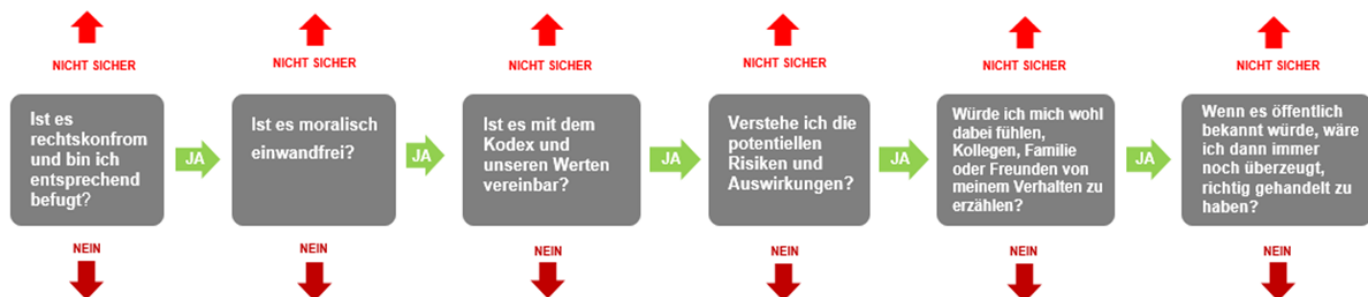 NICHT SICHER
NICHT SICHER
NICHT SICHER
NICHT SICHER
NICHT SICHER
NICHT SICHER
Ist es
rechtskonfrom
und bin ich
entsprechend
befugt?
JA
Ist es moralisch
einwandfrei?
JA
Ist es mit dem
Kodex und
unseren Werten
vereinbar?
JA
Verstehe ich die
potentiellen
Risiken und
Auswirkungen?
JA
Würde ich mich wohl
dabei fühlen,
Kollegen, Familie
oder Freunden von
meinem Verhalten zu
erzählen?
JA
Wenn es öffentlich
bekannt würde, wäre
ich dann immer
noch überzeugt,
richtig gehandelt zu
haben?
NEIN
NEIN
NEIN
NEIN
NEIN
NEIN